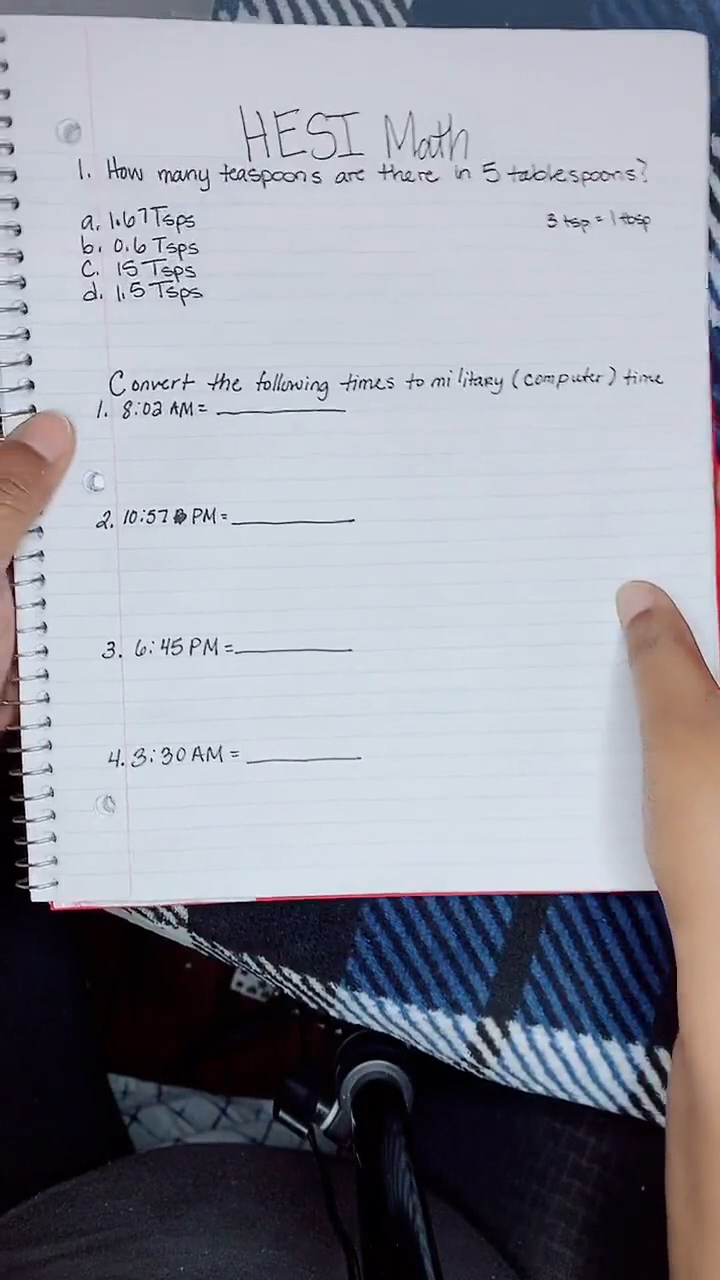 HESI Math
1. How many teaspoons are there in 5 tablespoons?
a. 1.67 Tsps
3 tsp = 1 tbsp
b. 0.6 Tsps
c. 15 Tsps
d. 1.5 Tsps
Convert the following times to military (computer) time
1. 8:02 AM = ________
2. 10:57 PM = ________
3. 6:45 PM = ________
4. 3:30 AM = ________